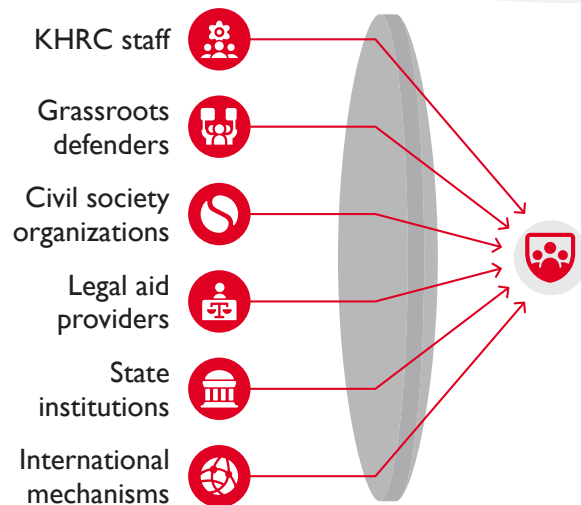 KHRC staff
Grassroots
defenders
Civil society
organizations
Legal aid
providers
State
institutions
International
mechanisms